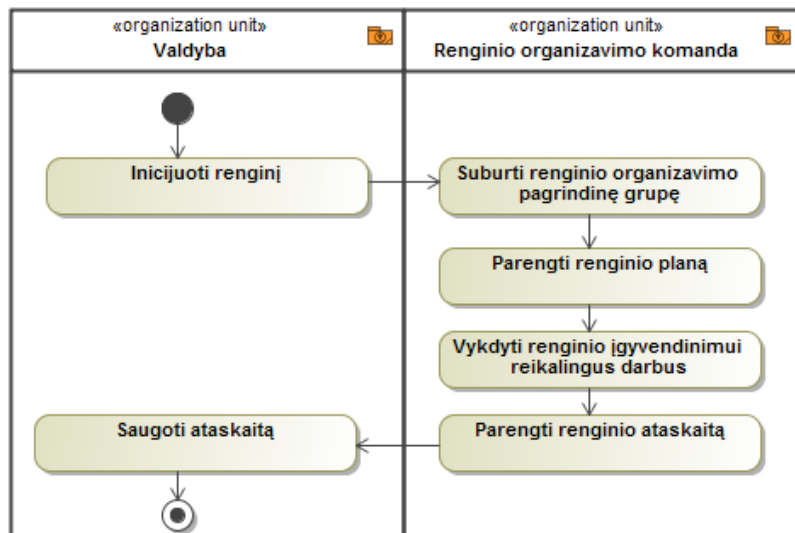 «organization unit»
Valdyba
«organization unit»
Renginio organizavimo komanda
Inicijuoti renginį
Suburti renginio organizavimo
pagrindinę grupę
Parengti renginio planą
Vykdyti renginio įgyvendinimui
reikalingus darbus
Saugoti ataskaitą
Parengti renginio ataskaitą